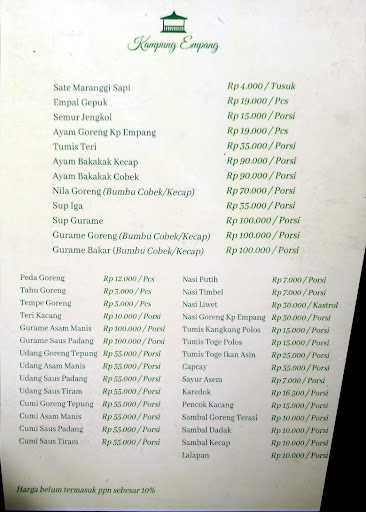 Kampung Empang
Sate Maranggi Sapi Rp 4.000 / Tusuk
Empal Gepuk Rp 19.000 / Pcs
Semur Jengkol Rp 15.000 / Porsi
Ayam Goreng Kp Empang Rp 19.000 / Pcs
Tumis Teri Rp 35.000 / Porsi
Ayam Bakakak Kecap Rp 90.000 / Porsi
Ayam Bakakak Cobek Rp 90.000 / Porsi
Nila Goreng (Bumbu Cobek/Kecap) Rp 70.000 / Porsi
Sup Iga Rp 35.000 / Porsi
Sup Gurame Rp 100.000 / Porsi
Gurame Goreng (Bumbu Cobek/Kecap) Rp 100.000 / Porsi
Gurame Bakar (Bumbu Cobek/Kecap) Rp 100.000 / Porsi
Peda Goreng Rp 12.000 / Pcs
Tahu Goreng Rp 3.000 / Pcs
Tempe Goreng Rp 3.000 / Pcs
Teri Kacang Rp 10.000 / Porsi
Gurame Asam Manis Rp 100.000 / Porsi
Gurame Saus Padang Rp 100.000 / Porsi
Udang Goreng Tepung Rp 55.000 / Porsi
Udang Asam Manis Rp 55.000 / Porsi
Udang Saus Padang Rp 55.000 / Porsi
Udang Saus Tiram Rp 55.000 / Porsi
Cumi Goreng Tepung Rp 55.000 / Porsi
Cumi Asam Manis Rp 55.000 / Porsi
Cumi Saus Padang Rp 55.000 / Porsi
Cumi Saus Tiram Rp 55.000 / Porsi
Nasi Putih Rp 7.000 / Porsi
Nasi Timbel Rp 7.000 / Porsi
Nasi Liwet Rp 30.000 / Kastrol
Nasi Goreng Kp Empang Rp 30.000 / Porsi
Tumis Kangkung Polos Rp 15.000 / Porsi
Tumis Toge Polos Rp 15.000 / Porsi
Tumis Toge Ikan Asin Rp 25.000 / Porsi
Capcay Rp 35.000 / Porsi
Sayur Asem Rp 7.000 / Porsi
Karedok Rp 16.500 / Porsi
Pencok Kacang Rp 15.000 / Porsi
Sambal Goreng Terasi Rp 10.000 / Porsi
Sambal Dadak Rp 10.000 / Porsi
Sambal Kecap Rp 10.000 / Porsi
Lalapan Rp 10.000 / Porsi
Harga belum termasuk ppn sebesar 10%